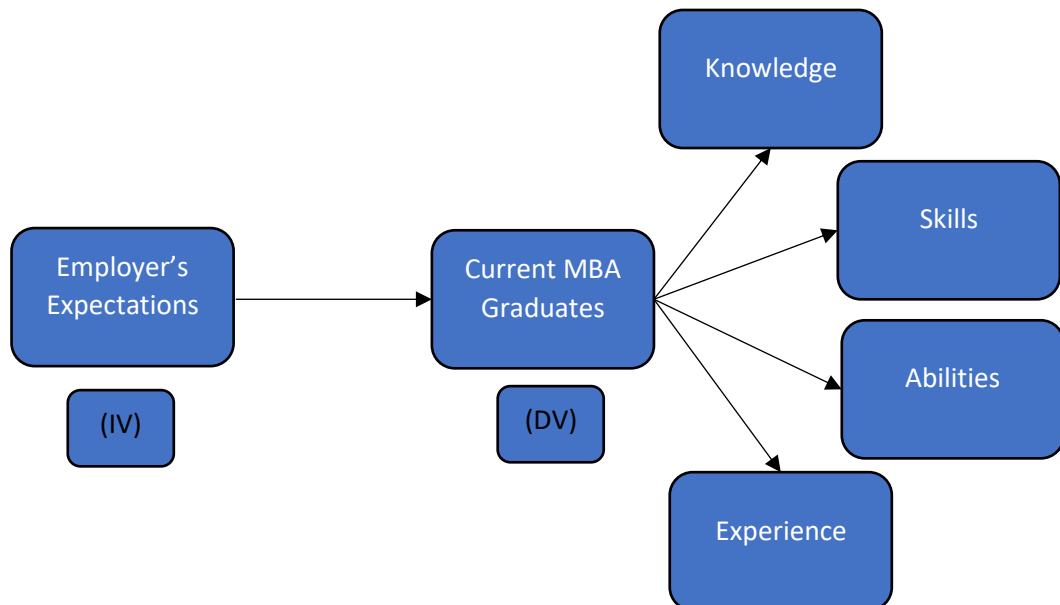 Knowledge
Skills
Employer’s
Expectations
Current MBA
Graduates
Abilities
(IV)
(DV)
Experience